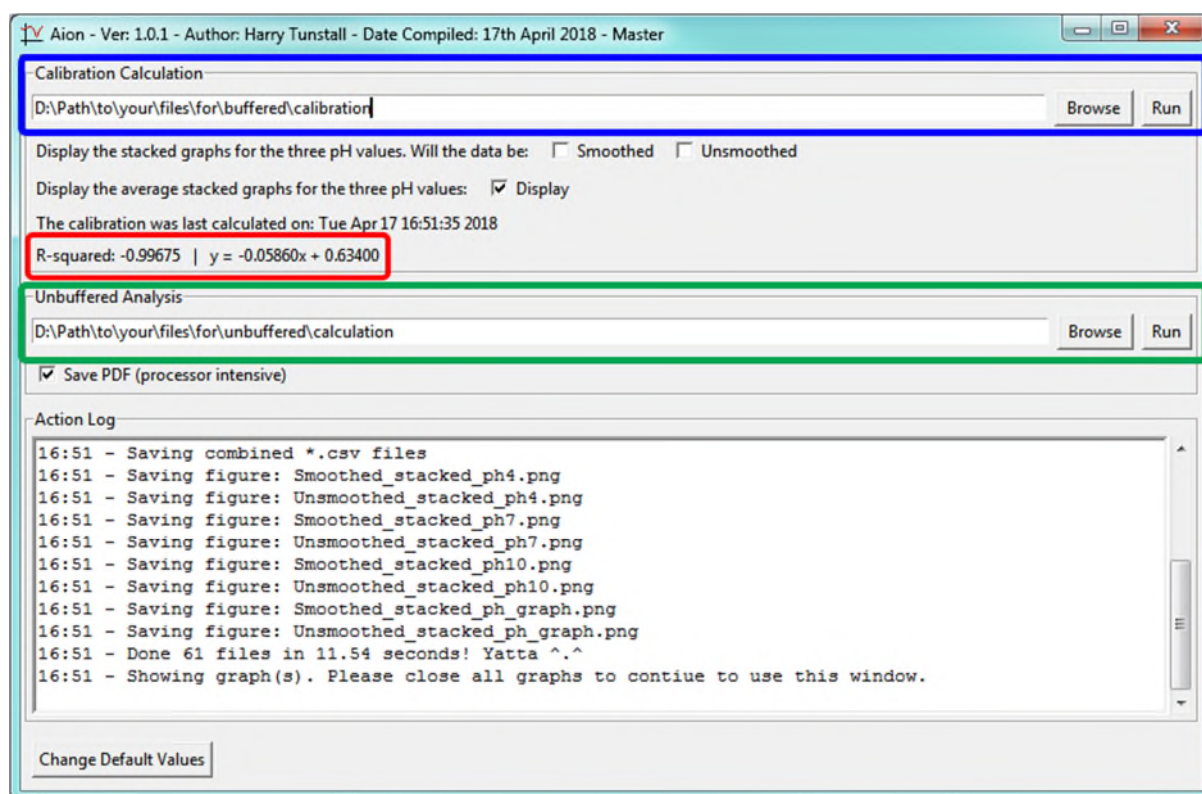 Aion - Ver: 1.0.1 - Author: Harry Tunstall - Date Compiled: 17th April 2018 - Master
Calibration Calculation
D:\Path\to\your\files\for\buffered\calibration Browse Run
Display the stacked graphs for the three pH values. Will the data be: Smoothed Unsmoothed
Display the average stacked graphs for the three pH values: Display
The calibration was last calculated on: Tue Apr 17 16:51:35 2018
R-squared: -0.99675 | y = -0.05860x + 0.63400
Unbuffered Analysis
D:\Path\to\your\files\for\unbuffered\calculation Browse Run
Save PDF (processor intensive)
Action Log
16:51 - Saving combined *.csv files
16:51 - Saving figure: Smoothed_stacked_ph4.png
16:51 - Saving figure: Unsmoothed_stacked_ph4.png
16:51 - Saving figure: Smoothed_stacked_ph7.png
16:51 - Saving figure: Unsmoothed_stacked_ph7.png
16:51 - Saving figure: Smoothed_stacked_ph10.png
16:51 - Saving figure: Unsmoothed_stacked_ph10.png
16:51 - Saving figure: Smoothed_stacked_ph_graph.png
16:51 - Saving figure: Unsmoothed_stacked_ph_graph.png
16:51 - Done 61 files in 11.54 seconds! Yatta ^.^
16:51 - Showing graph(s). Please close all graphs to contiue to use this window.
Change Default Values